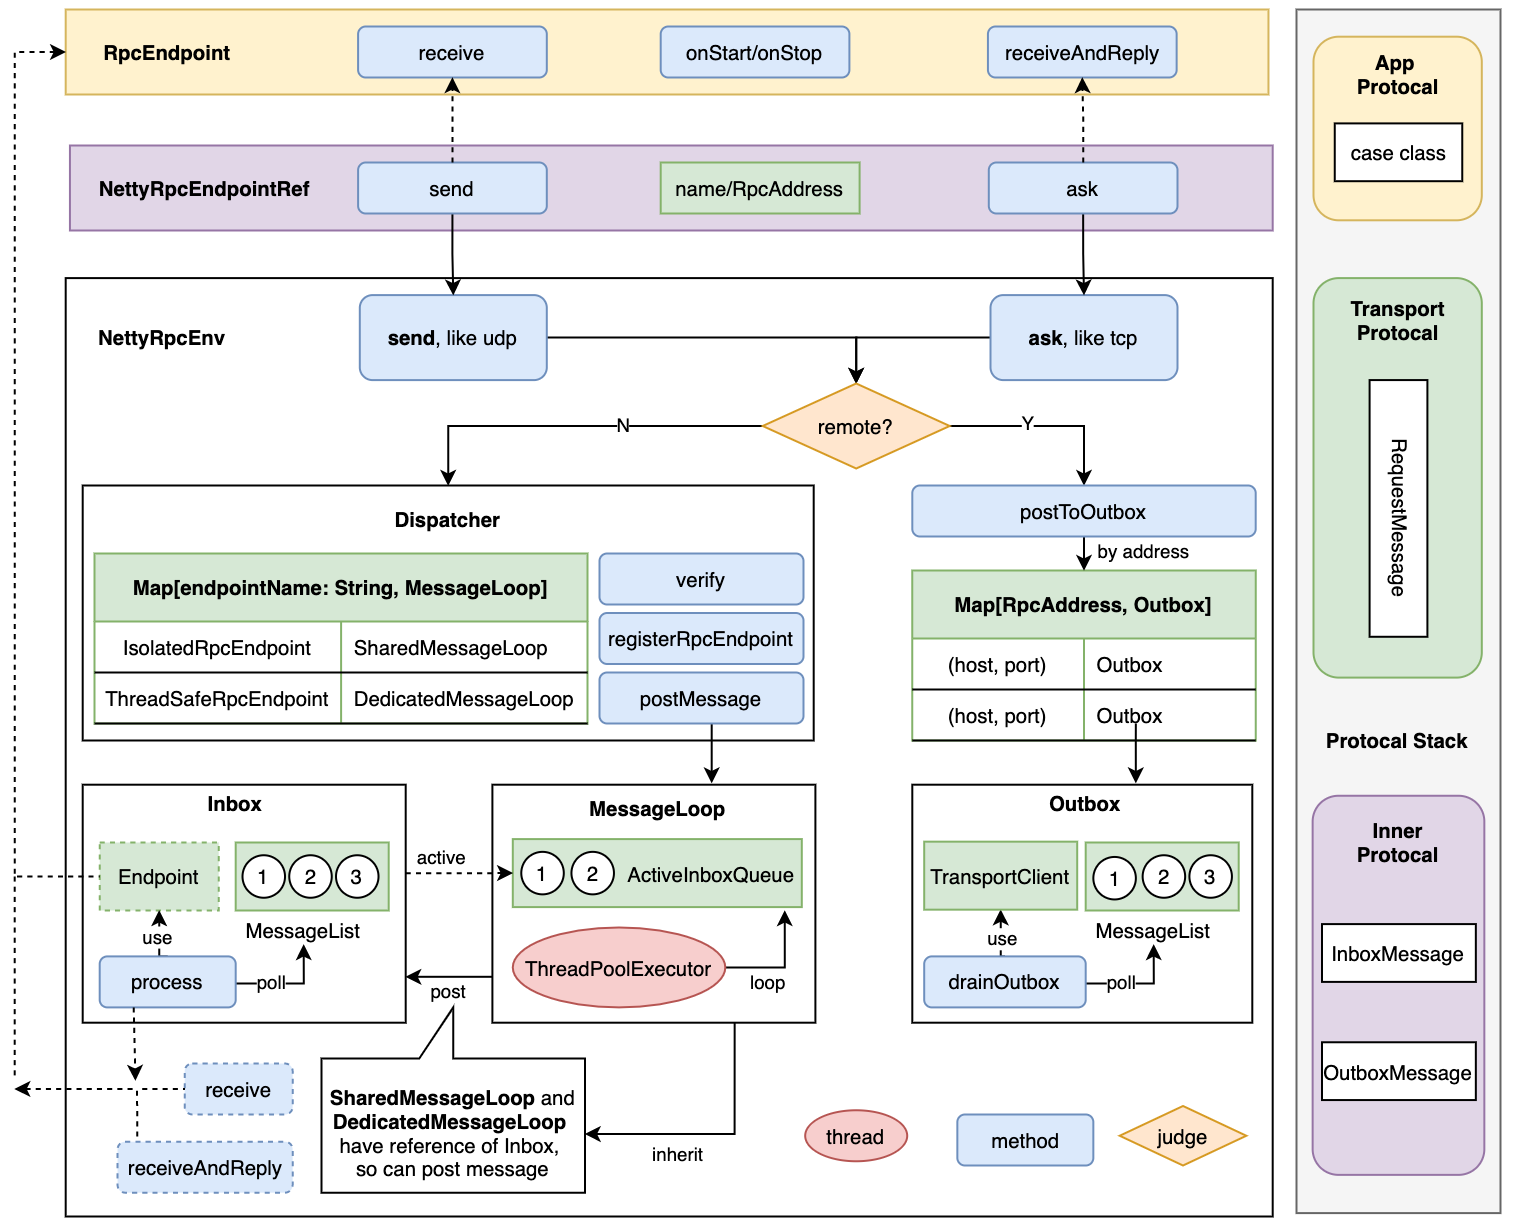 RpcEndpoint
receive
onStart/onStop
receiveAndReply
NettyRpcEndpointRef
send
name/RpcAddress
ask
NettyRpcEnv
send, like udp
ask, like tcp
remote?
N
Y
Dispatcher
Map[endpointName: String, MessageLoop]
IsolatedRpcEndpoint
SharedMessageLoop
ThreadSafeRpcEndpoint
DedicatedMessageLoop
verify
registerRpcEndpoint
postMessage
postToOutbox
by address
Map[RpcAddress, Outbox]
(host, port)
Outbox
(host, port)
Outbox
Inbox
Endpoint
1
2
3
MessageList
use
process
poll
active
MessageLoop
1
2
ActiveInboxQueue
ThreadPoolExecutor
loop
post
Outbox
TransportClient
1
2
3
MessageList
use
drainOutbox
poll
receive
receiveAndReply
SharedMessageLoop and
DedicatedMessageLoop
have reference of Inbox,
so can post message
inherit
thread
method
judge
App
Protocal
case class
Transport
Protocal
RequestMessage
Protocal Stack
Inner
Protocal
InboxMessage
OutboxMessage